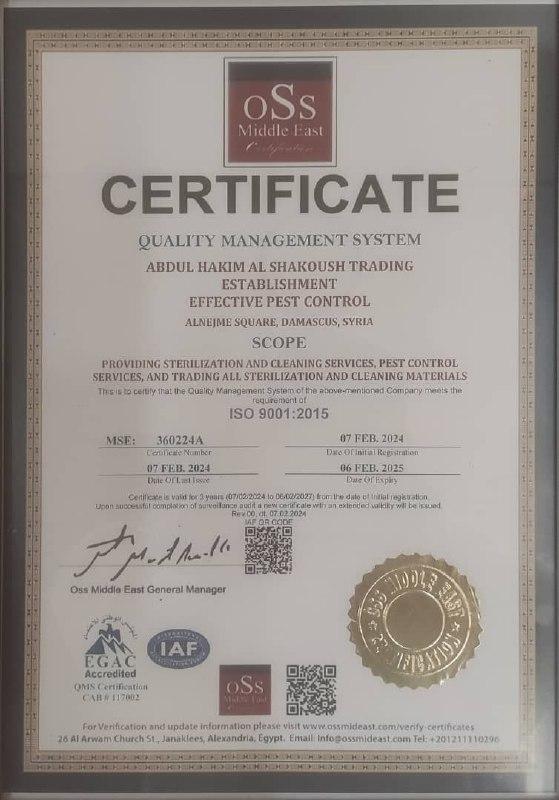 oSs
Middle East
Certification
CERTIFICATE
QUALITY MANAGEMENT SYSTEM
ABDUL HAKIM AL SHAKOUSH TRADING
ESTABLISHMENT
EFFECTIVE PEST CONTROL
ALNEJME SQUARE, DAMASCUS, SYRIA
SCOPE
PROVIDING STERILIZATION AND CLEANING SERVICES, PEST CONTROL
SERVICES, AND TRADING ALL STERILIZATION AND CLEANING MATERIALS
This is to certify that the Quality Management System of the above-mentioned Company meets the
requirement of
ISO 9001:2015
MSE: 360224A 07 FEB. 2024
Certificate Number Date Of Initial Registration
07 FEB. 2024 06 FEB. 2025
Date Of Last Issue Date Of Expiry
Certificate is valid for 3 years (07/02/2024 to 06/02/2027) from the date of initial registration.
Upon successful completion of surveillance audit a new certificate with an extended validity will be issued.
Rev.00, dt. 07.02.2024
IAF QR CODE
Oss Middle East General Manager
OSS MIDDLE EAST
CERTIFICATION
EGAC
Accredited
QMS Certification
CAB # 117002
IAF
oSs
Middle East
For Verification and update information please visit www.ossmideast.com/verify-certificates
26 Al Arwam Church St., Janaklees, Alexandria, Egypt. Email: Info@ossmideast.com Tel: +201211110296